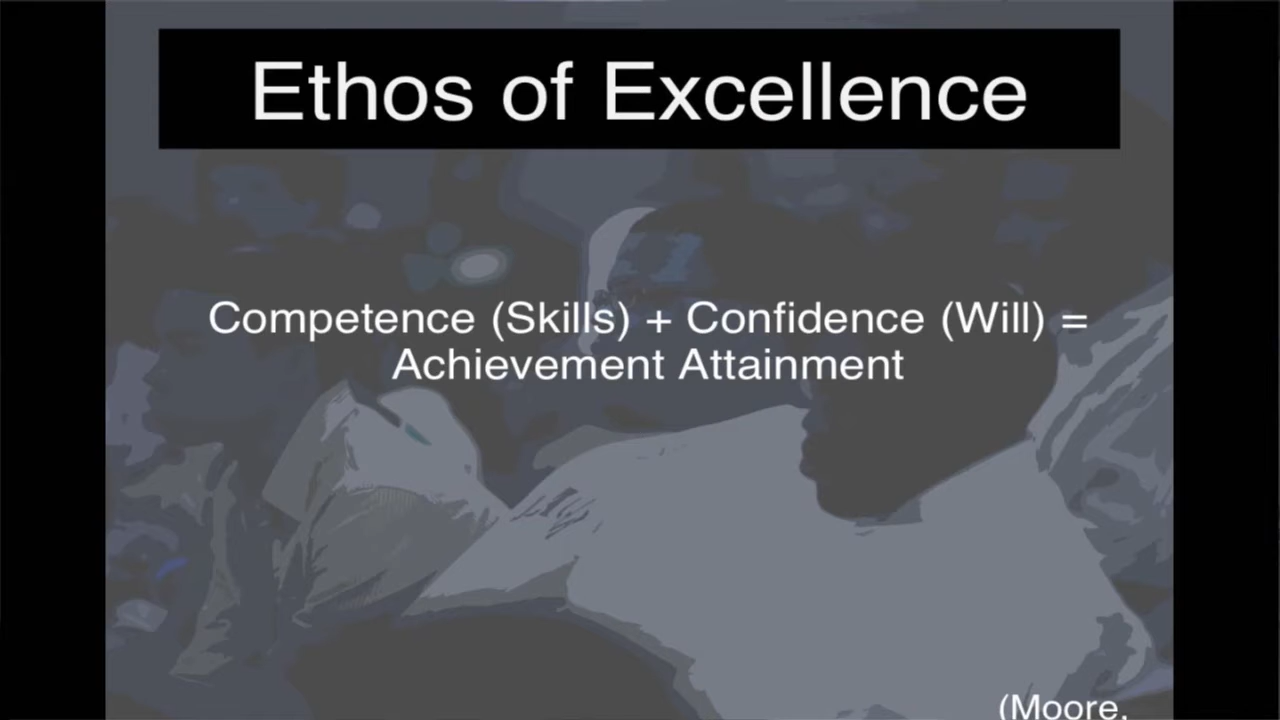 Ethos of Excellence
Competence (Skills) + Confidence (Will) =
Achievement Attainment
(Moore,